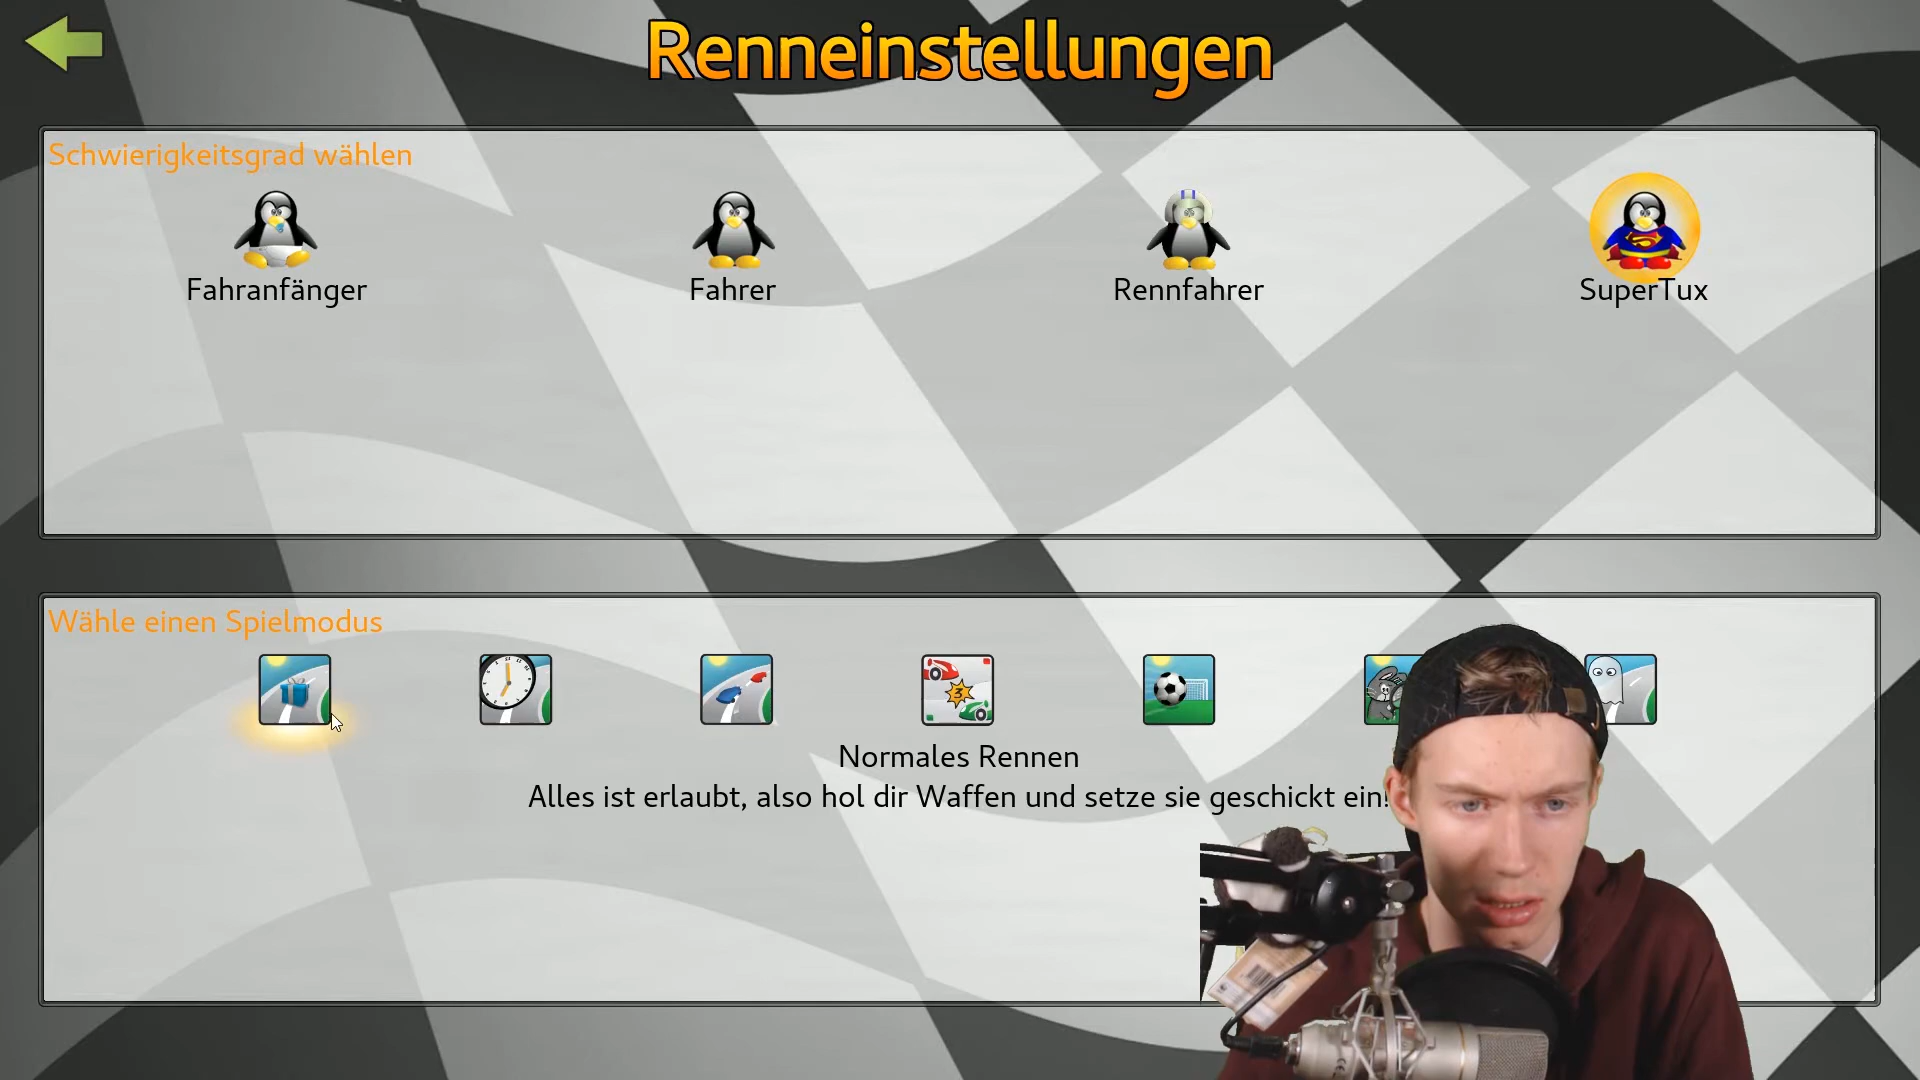 Renneinstellungen
Schwierigkeitsgrad wählen
Fahranfänger Fahrer Rennfahrer SuperTux
Wähle einen Spielmodus
3
Normales Rennen
Alles ist erlaubt, also hol dir Waffen und setze sie geschickt ein!